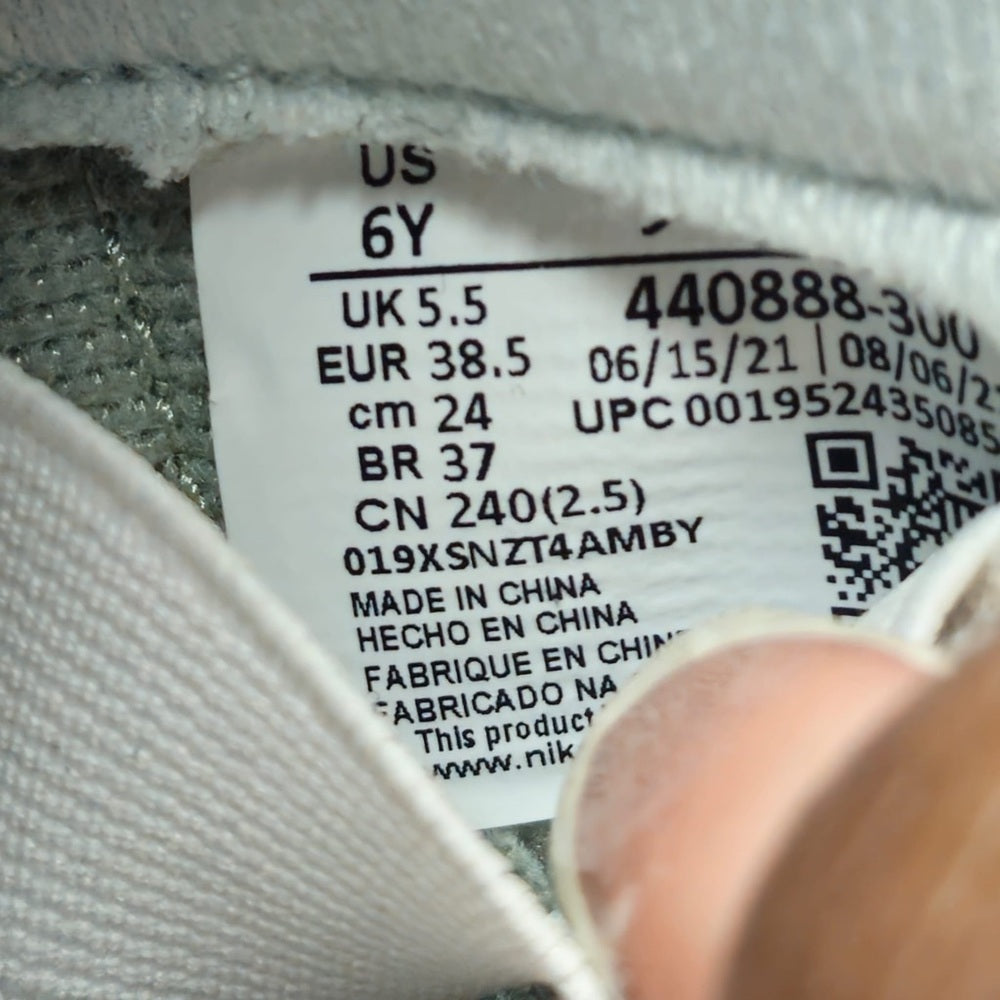 US
6Y
UK 5.5
440888-300
EUR 38.5
06/15/21 | 08/06/2
cm 24
UPC 001952435085
BR 37
CN 240(2.5)
019XSNZT4AMBY
MADE IN CHINA
HECHO EN CHINA
FABRIQUE EN
FABRICADO NA
This product
www.nik